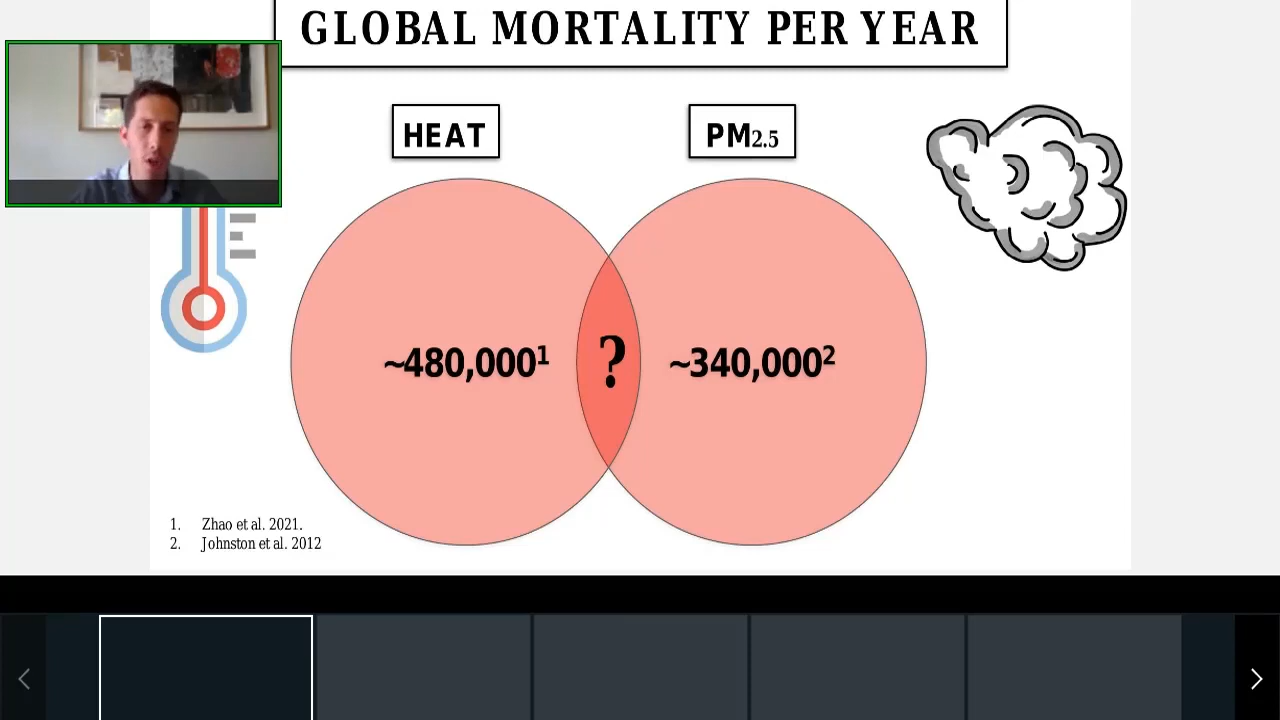 GLOBAL MORTALITY PER YEAR
HEAT
PM2.5
~480,000¹
?
~340,000²
1. Zhao et al. 2021.
2. Johnston et al. 2012